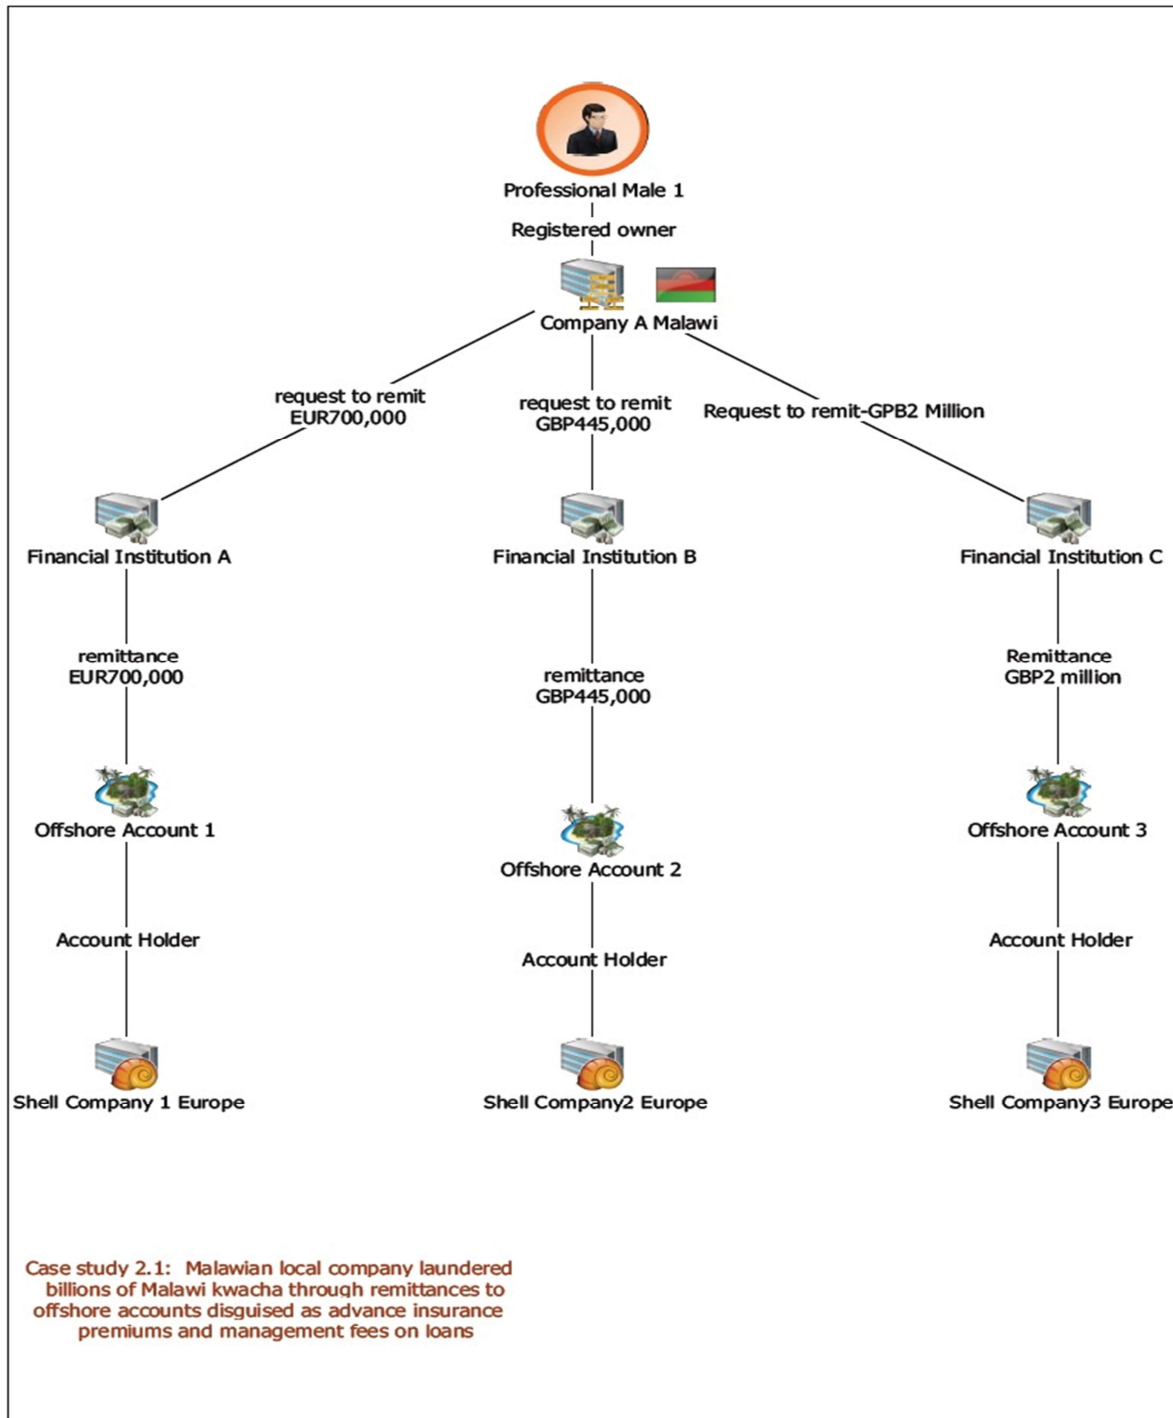 Professional Male 1
Registered owner
Company A Malawi
request to remit
EUR700,000
request to remit
GBP445,000
Request to remit-GPB2 Million
Financial Institution A
Financial Institution B
Financial Institution C
remittance
EUR700,000
remittance
GBP445,000
Remittance
GBP2 million
Offshore Account 1
Offshore Account 2
Offshore Account 3
Account Holder
Account Holder
Account Holder
Shell Company 1 Europe
Shell Company2 Europe
Shell Company3 Europe
Case study 2.1: Malawian local company laundered
billions of Malawi kwacha through remittances to
offshore accounts disguised as advance insurance
premiums and management fees on loans